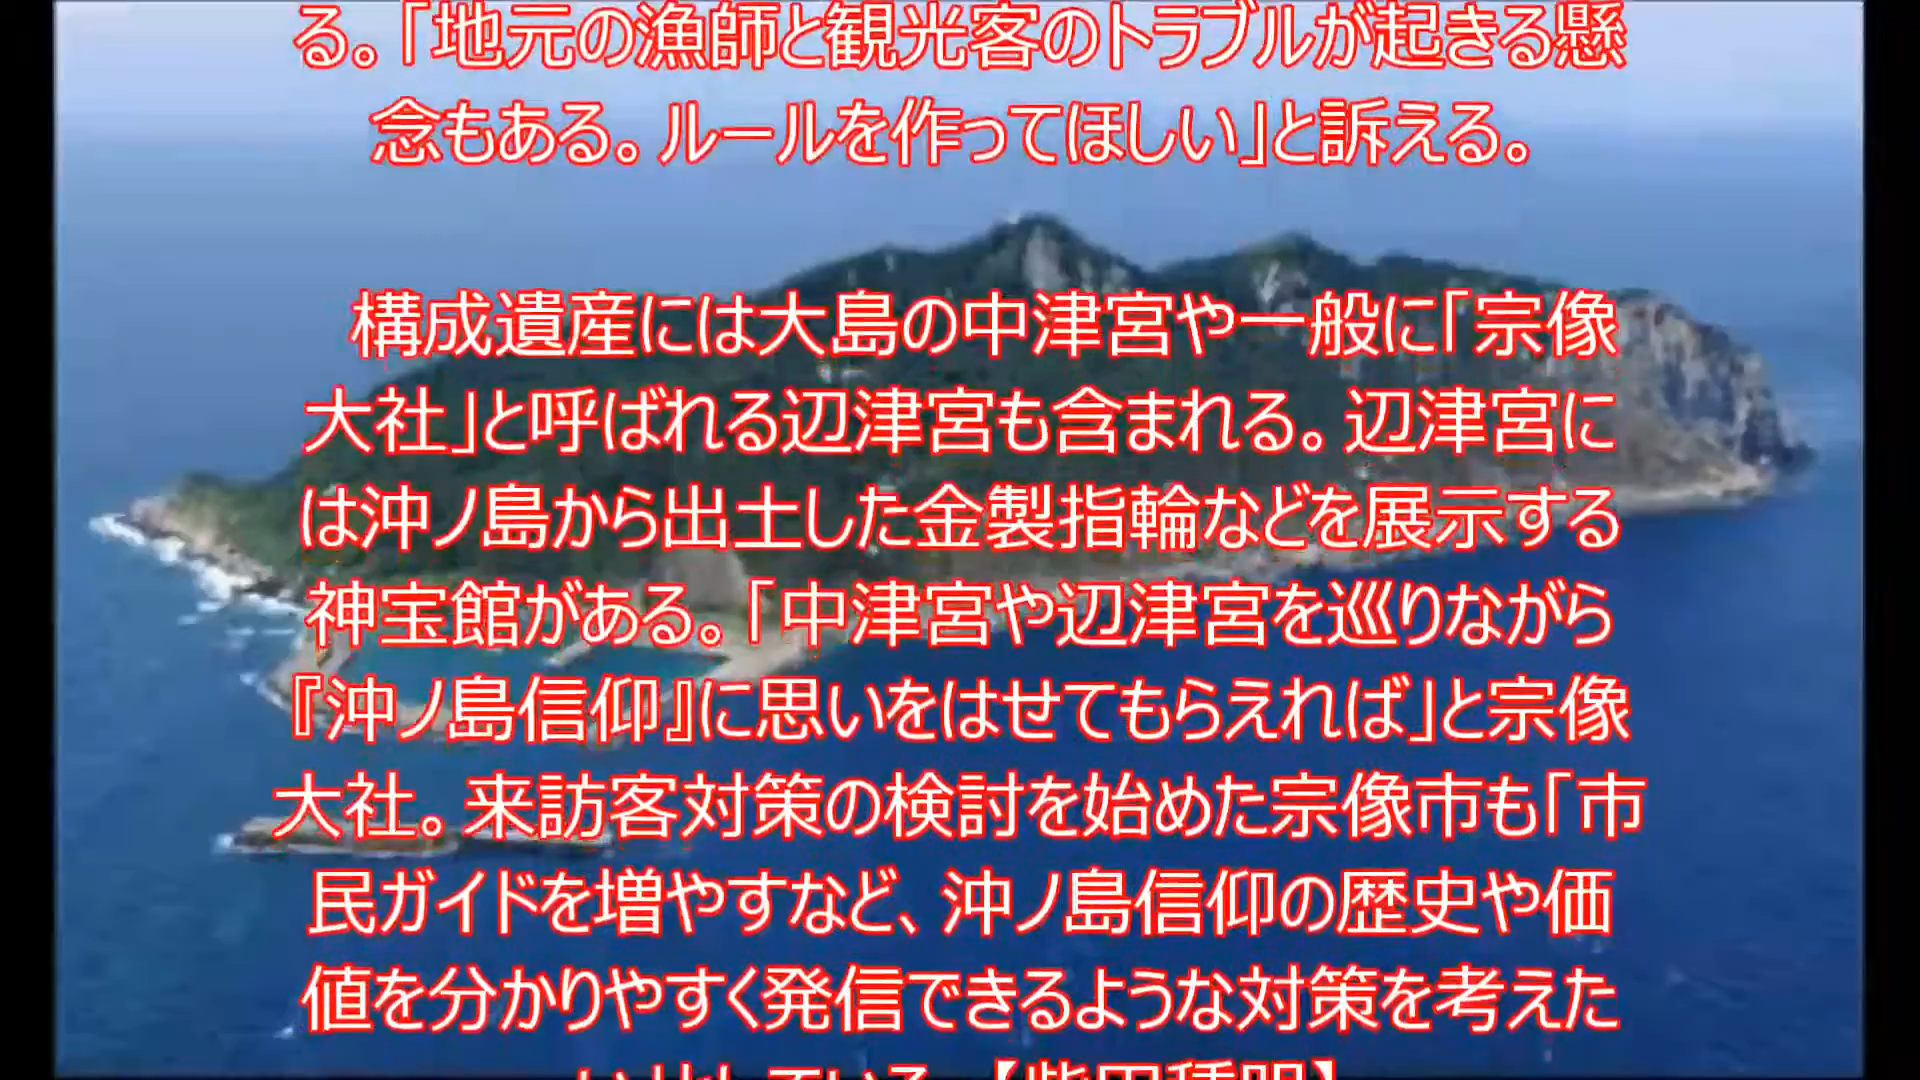 る。「地元の漁師と観光客のトラブルが起きる懸
念もある。ルールを作ってほしい」と訴える。
構成遺産には大島の中津宮や一般に「宗像
大社」と呼ばれる辺津宮も含まれる。辺津宮に
は沖ノ島から出土した金製指輪などを展示する
神宝館がある。「中津宮や辺津宮を巡りながら
『沖ノ島信仰』に思いをはせてもらえれば」と宗像
大社。来訪客対策の検討を始めた宗像市も「市
民ガイドを増やすなど、沖ノ島信仰の歴史や価
値を分かりやすく発信できるような対策を考えた